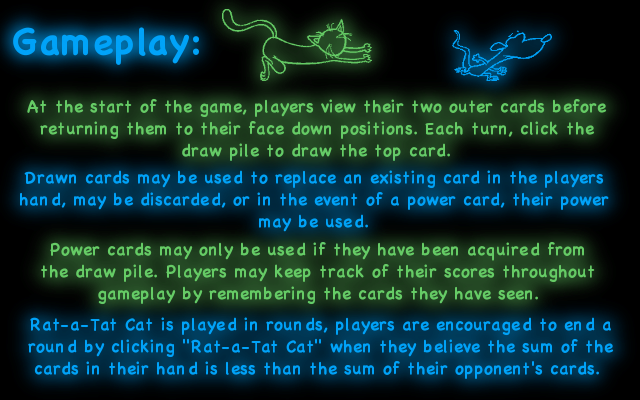 Gameplay:
At the start of the game, players view their two outer cards before
returning them to their face down positions. Each turn, click the
draw pile to draw the top card.
Drawn cards may be used to replace an existing card in the players
hand, may be discarded, or in the event of a power card, their power
may be used.
Power cards may only be used if they have been acquired from
the draw pile. Players may keep track of their scores throughout
gameplay by remembering the cards they have seen.
Rat-a-Tat Cat is played in rounds, players are encouraged to end a
round by clicking "Rat-a-Tat Cat" when they believe the sum of the
cards in their hand is less than the sum of their opponent's cards.